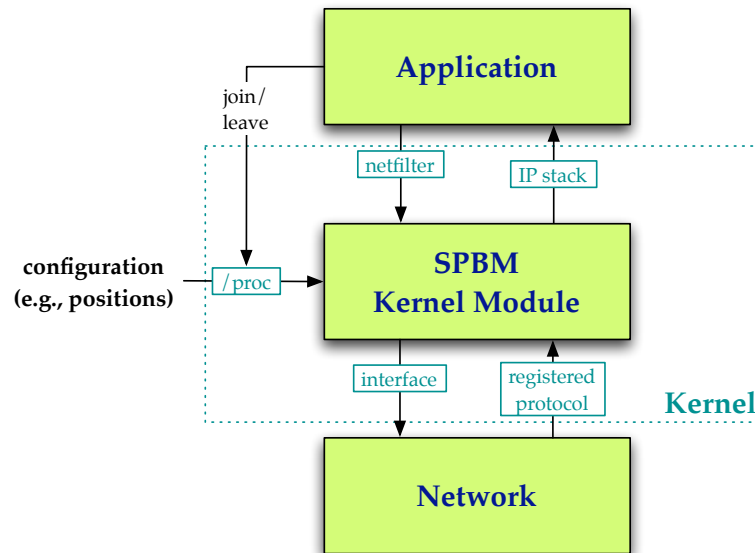 Application
join/
leave
netfilter
IP stack
configuration
(e.g., positions)
/proc
SPBM
Kernel Module
interface
registered
protocol
Kernel
Network